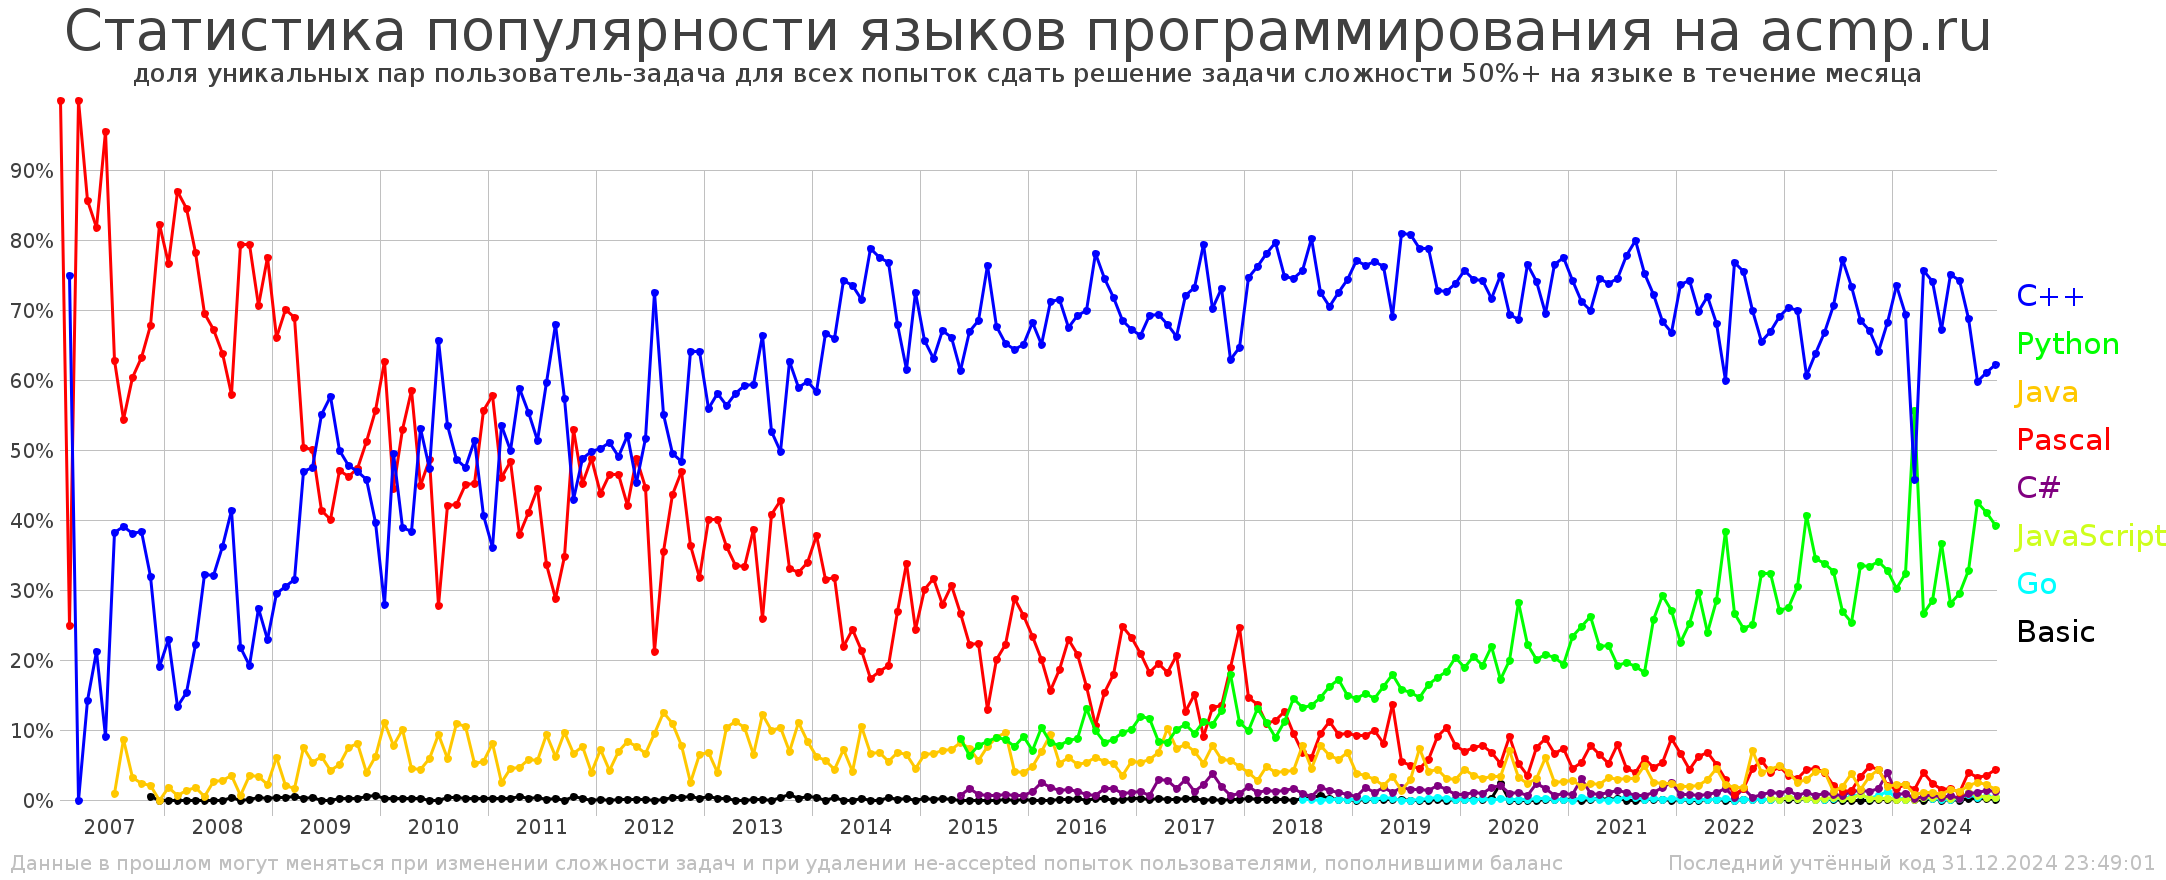 Статистика популярности языков программирования на acmp.ru
доля уникальных пар пользователь-задача для всех попыток сдать решение задачи сложности 50%+ на языке в течение месяца
90%
80%
70%
60%
50%
40%
30%
20%
10%
0%
C++
Python
Java
Pascal
C#
JavaScript
Go
Basic
2007 2008 2009 2010 2011 2012 2013 2014 2015 2016 2017 2018 2019 2020 2021 2022 2023 2024
Данные в прошлом могут меняться при изменении сложности задач и при удалении не-accepted попыток пользователями, пополнившими баланс
Последний учтённый код 31.12.2024 23:49:01